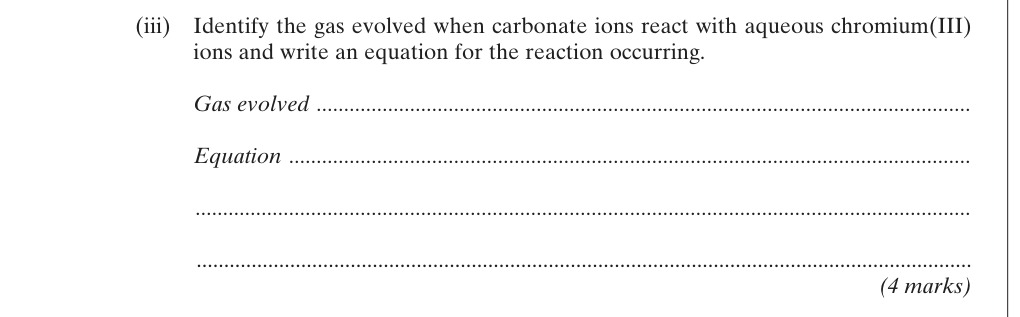 (iii) Identify the gas evolved when carbonate ions react with aqueous chromium(III)
ions and write an equation for the reaction occurring.
Gas evolved ........................................................................................................................
Equation .............................................................................................................................
..............................................................................................................................................
..............................................................................................................................................
(4 marks)